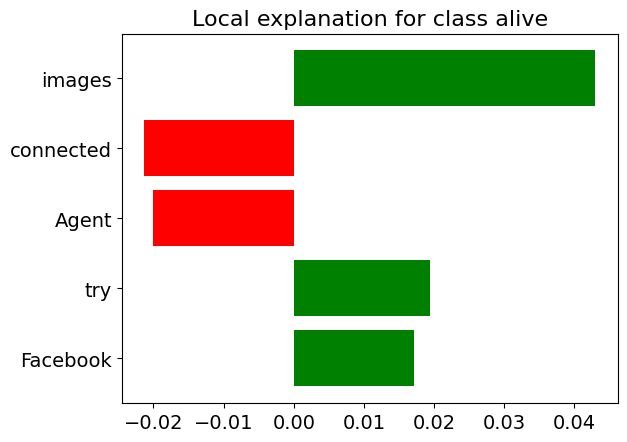 Local explanation for class alive
images
connected
Agent
try
Facebook
−0.02 −0.01 0.00 0.01 0.02 0.03 0.04